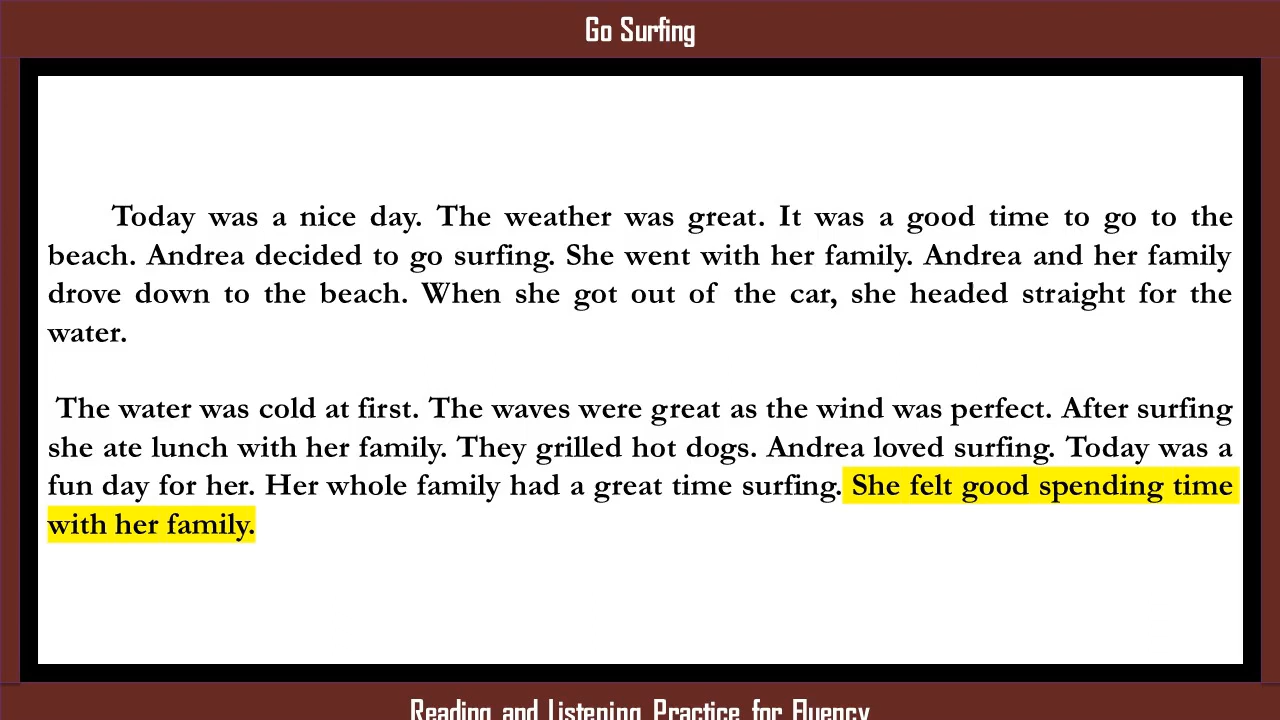 Go Surfing
Today was a nice day. The weather was great. It was a good time to go to the
beach. Andrea decided to go surfing. She went with her family. Andrea and her family
drove down to the beach. When she got out of the car, she headed straight for the
water.
The water was cold at first. The waves were great as the wind was perfect. After surfing
she ate lunch with her family. They grilled hot dogs. Andrea loved surfing. Today was a
fun day for her. Her whole family had a great time surfing. She felt good spending time
with her family.
Reading and Listening Practice for Fluency